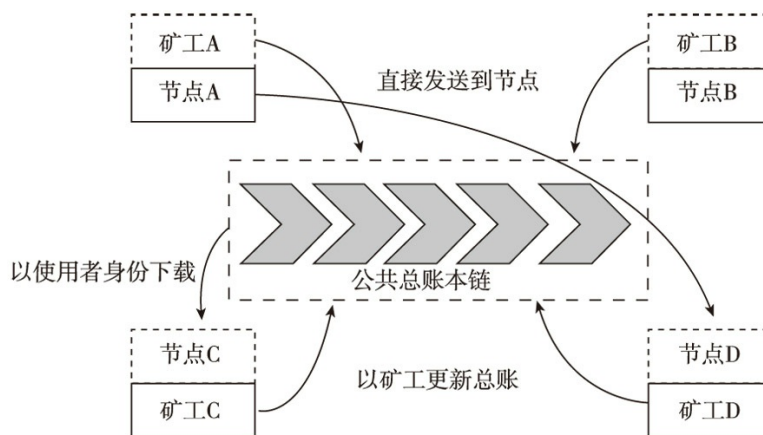 矿工A
矿工B
节点A
直接发送到节点
节点B
以使用者身份下载
公共总账本链
节点C
节点D
矿工C
以矿工更新总账
矿工D